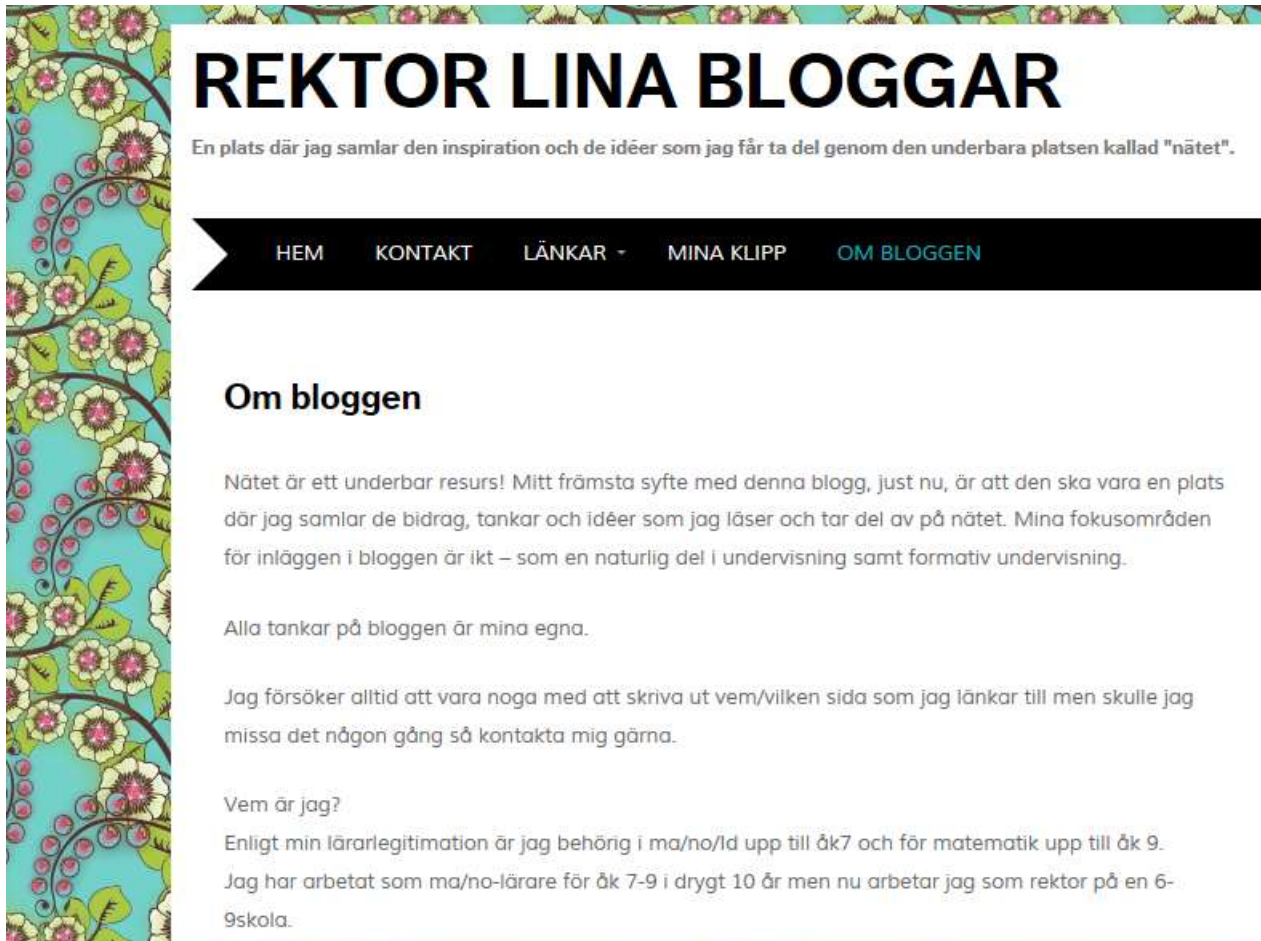 REKTOR LINA BLOGGAR
En plats där jag samlar den inspiration och de idéer som jag får ta del genom den underbara platsen kallad "nätet".
HEM KONTAKT LÄNKAR MINA KLIPP OM BLOGGEN
Om bloggen
Nätet är ett underbar resurs! Mitt främsta syfte med denna blogg, just nu, är att den ska vara en plats
där jag samlar de bidrag, tankar och idéer som jag läser och tar del av på nätet. Mina fokusområden
för inläggen i bloggen är ikt – som en naturlig del i undervisning samt formativ undervisning.
Alla tankar på bloggen är mina egna.
Jag försöker alltid att vara noga med att skriva ut vem/vilken sida som jag länkar till men skulle jag
missa det någon gång så kontakta mig gärna.
Vem är jag?
Enligt min lärarlegitimation är jag behörig i ma/no/Id upp till åk7 och för matematik upp till åk 9.
Jag har arbetat som ma/no-lärare för åk 7-9 i drygt 10 år men nu arbetar jag som rektor på en 6-
9skola.